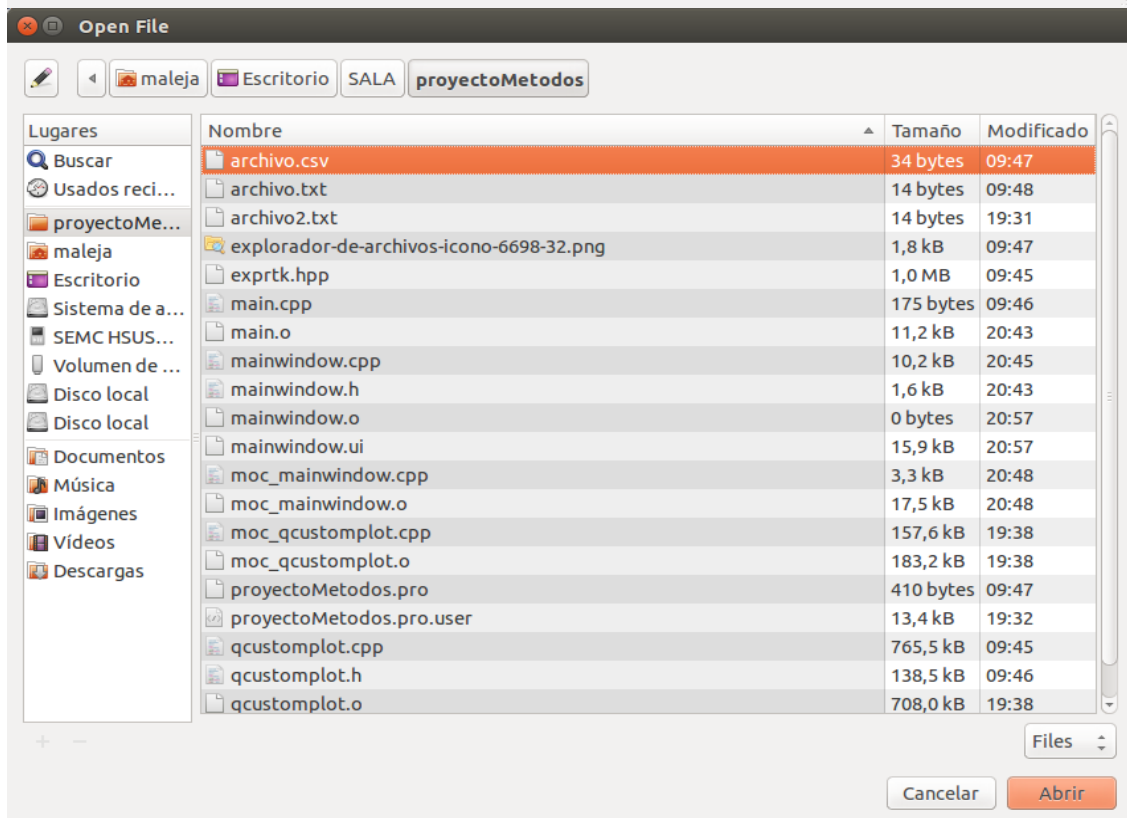 Open File
maleja Escritorio SALA proyectoMetodos
Lugares
Buscar
Usados reci...
proyectoMe...
maleja
Escritorio
Sistema de a...
SEMC HSUS...
Volumen de ...
Disco local
Disco local
Documentos
Música
Imágenes
Vídeos
Descargas
Nombre Tamaño Modificado
archivo.csv 34 bytes 09:47
archivo.txt 14 bytes 09:48
archivo2.txt 14 bytes 19:31
explorador-de-archivos-icono-6698-32.png 1,8 kB 09:47
exprtk.hpp 1,0 MB 09:45
main.cpp 175 bytes 09:46
main.o 11,2 kB 20:43
mainwindow.cpp 10,2 kB 20:45
mainwindow.h 1,6 kB 20:43
mainwindow.o 0 bytes 20:57
mainwindow.ui 15,9 kB 20:57
moc_mainwindow.cpp 3,3 kB 20:48
moc_mainwindow.o 17,5 kB 20:48
moc_qcustomplot.cpp 157,6 kB 19:38
moc_qcustomplot.o 183,2 kB 19:38
proyectoMetodos.pro 410 bytes 09:47
proyectoMetodos.pro.user 13,4 kB 19:32
qcustomplot.cpp 765,5 kB 09:45
qcustomplot.h 138,5 kB 09:46
qcustomplot.o 708,0 kB 19:38
Files
Cancelar Abrir